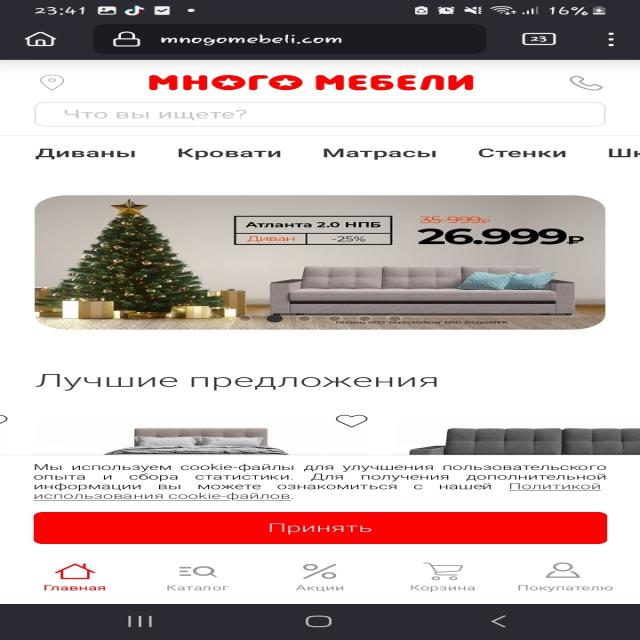 23:41
16%
mnogomebeli.com
23
МНОГО МЕБЕЛИ
Что вы ищете?
Диваны Кровати Матрасы Стенки Шк
Атланта 2.0 НПБ
Диван -25%
35 999₽
26.999₽
Лучшие предложения
Мы используем cookie-файлы для улучшения пользовательского
опыта и сбора статистики. Для получения дополнительной
информации вы можете ознакомиться с нашей Политикой
использования cookie-файлов.
Принять
Главная Каталог Акции Корзина Покупателю